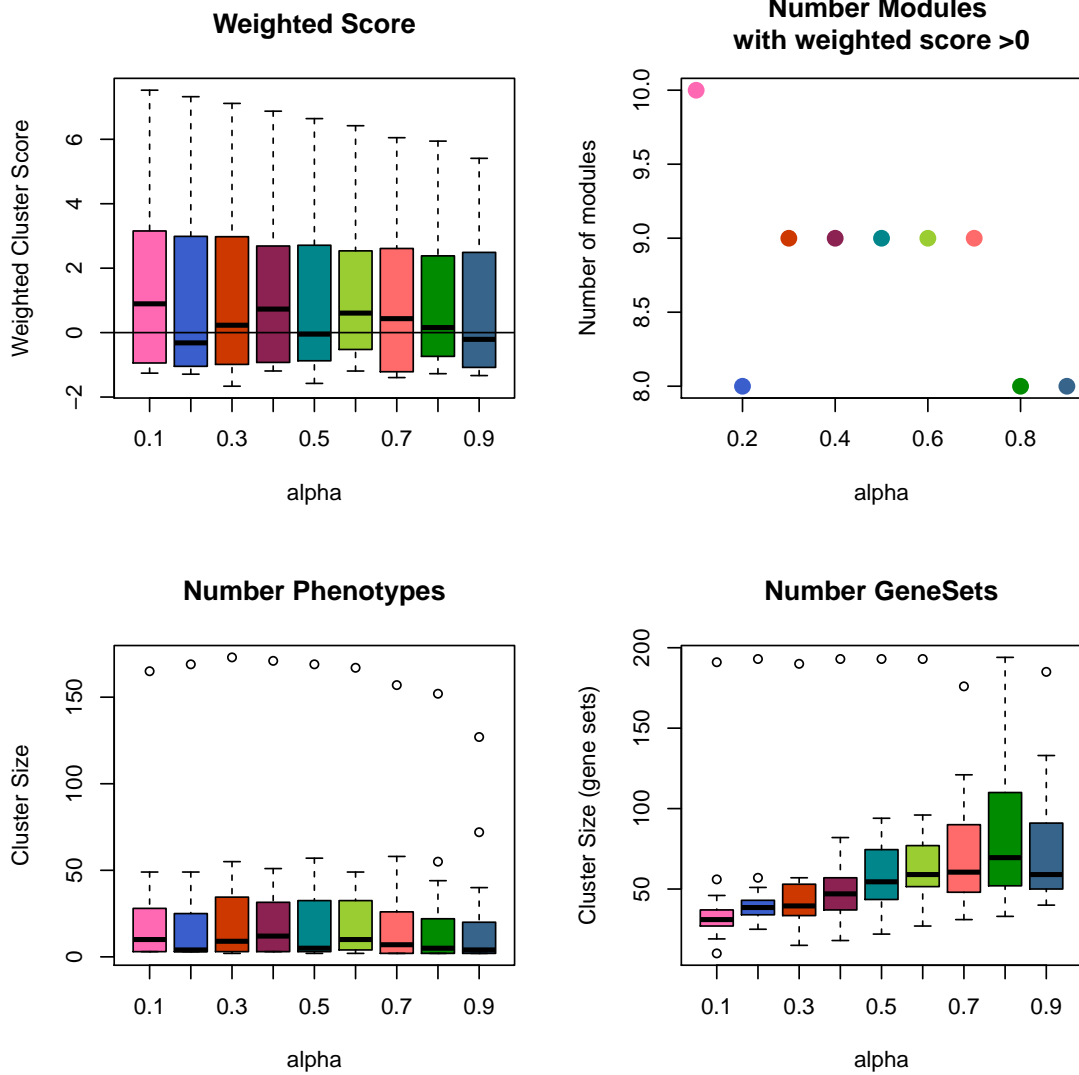 Weighted Score
Weighted Cluster Score
−2
0
2
4
6
0.1
0.3
0.5
0.7
0.9
alpha
Number Modules
with weighted score >0
Number of modules
8.0
8.5
9.0
9.5
10.0
0.2
0.4
0.6
0.8
alpha
Number Phenotypes
Cluster Size
0
50
100
150
0.1
0.3
0.5
0.7
0.9
alpha
Number GeneSets
Cluster Size (gene sets)
50
100
150
200
0.1
0.3
0.5
0.7
0.9
alpha